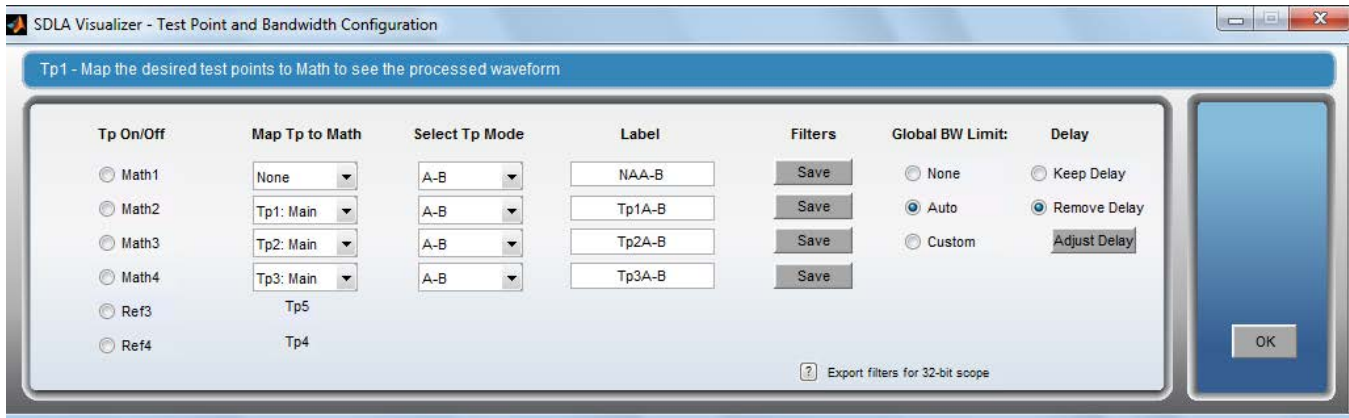 SDLA Visualizer - Test Point and Bandwidth Configuration
Tp1 - Map the desired test points to Math to see the processed waveform
Tp On/Off Map Tp to Math Select Tp Mode Label Filters Global BW Limit: Delay
Math1 None A-B NAA-B Save None Keep Delay
Math2 Tp1: Main A-B Tp1A-B Save Auto Remove Delay
Math3 Tp2: Main A-B Tp2A-B Save Custom Adjust Delay
Math4 Tp3: Main A-B Tp3A-B Save
Ref3 Tp5
Ref4 Tp4
OK
? Export filters for 32-bit scope